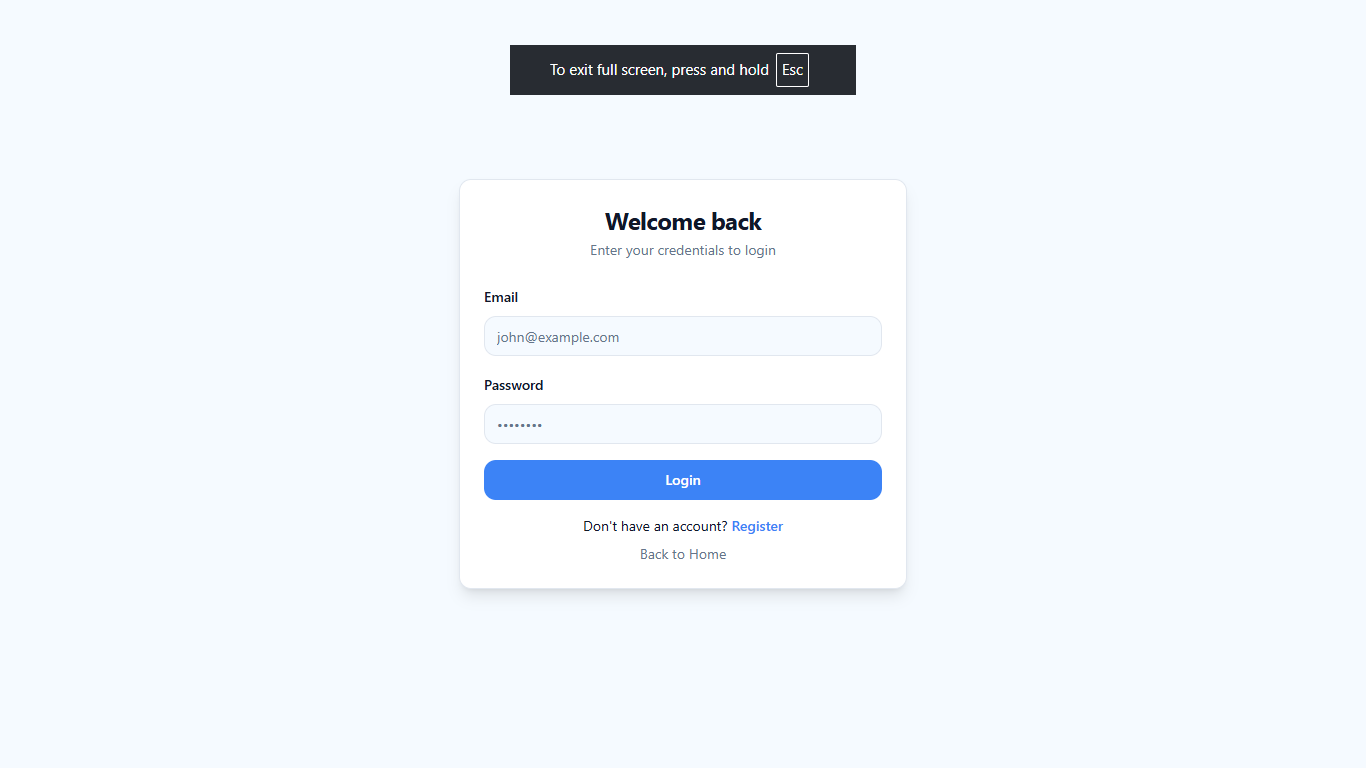 To exit full screen, press and hold Esc
Welcome back
Enter your credentials to login
Email
john@example.com
Password
••••••••
Login
Don't have an account? Register
Back to Home